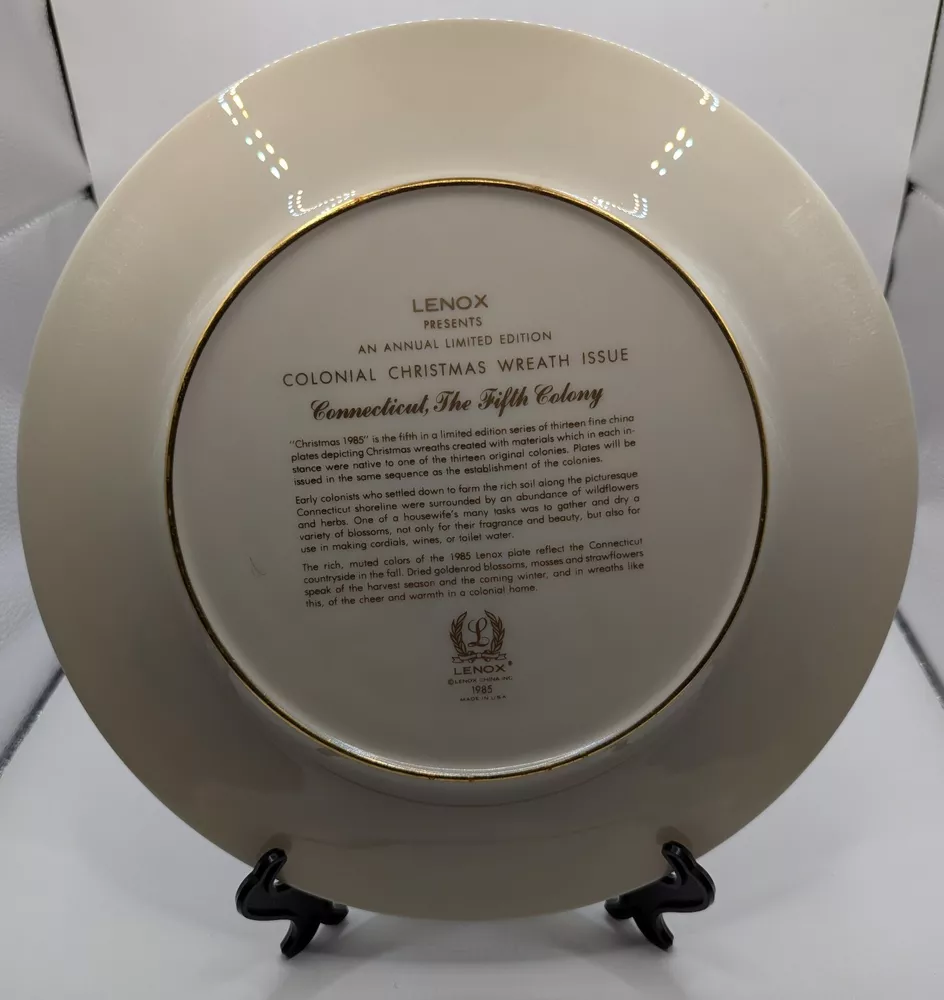 LENOX
PRESENTS
AN ANNUAL LIMITED EDITION
COLONIAL CHRISTMAS WREATH ISSUE
Connecticut, The Fifth Colony
"Christmas 1985" is the fifth in a limited edition series of thirteen fine china
plates depicting Christmas wreaths created with materials which in each in-
stance were native to one of the thirteen original colonies. Plates will be
issued in the same sequence as the establishment of the colonies.
Early colonists who settled down to farm the rich soil along the picturesque
Connecticut shoreline were surrounded by an abundance of wildflowers
and herbs. One of a housewife's many tasks was to gather and dry a
variety of blossoms, not only for their fragrance and beauty, but also for
use in making cordials, wines, or toilet water.
The rich, muted colors of the 1985 Lenox plate reflect the Connecticut
countryside in the fall. Dried goldenrod blossoms, mosses and strawflowers
speak of the harvest season and the coming winter, and in wreaths like
this, of the cheer and warmth in a colonial home.
L
LENOX®
© LENOX CHINA INC.
1985
MADE IN U.S.A.